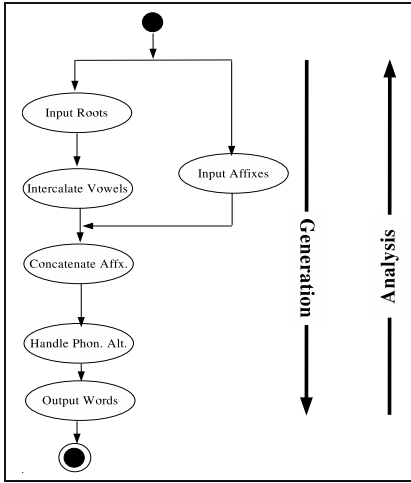 Input Roots
Input Affixes
Intercalate Vowels
Concatenate Affx.
Handle Phon. Alt.
Output Words
Generation
Analysis